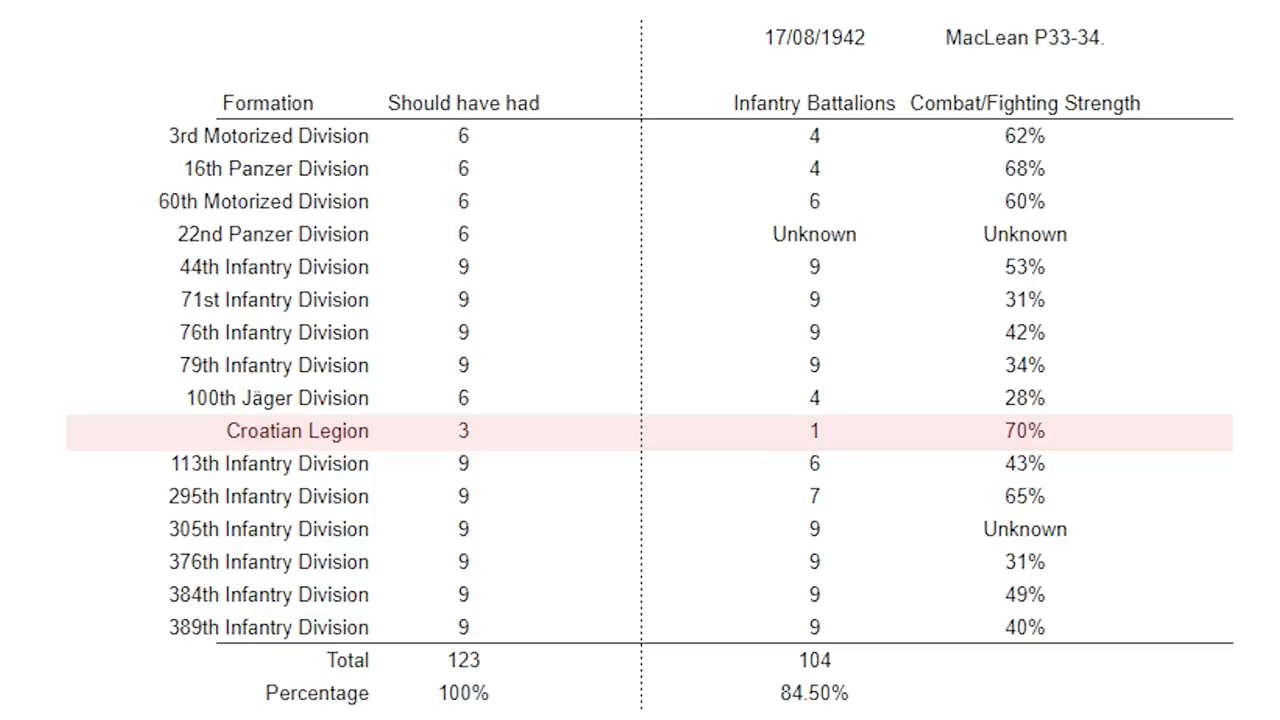 17/08/1942 MacLean P33-34.
Formation Should have had Infantry Battalions Combat/Fighting Strength
3rd Motorized Division 6 4 62%
16th Panzer Division 6 4 68%
60th Motorized Division 6 6 60%
22nd Panzer Division 6 Unknown Unknown
44th Infantry Division 9 9 53%
71st Infantry Division 9 9 31%
76th Infantry Division 9 9 42%
79th Infantry Division 9 9 34%
100th Jäger Division 6 4 28%
Croatian Legion 3 1 70%
113th Infantry Division 9 6 43%
295th Infantry Division 9 7 65%
305th Infantry Division 9 9 Unknown
376th Infantry Division 9 9 31%
384th Infantry Division 9 9 49%
389th Infantry Division 9 9 40%
Total 123 104
Percentage 100% 84.50%